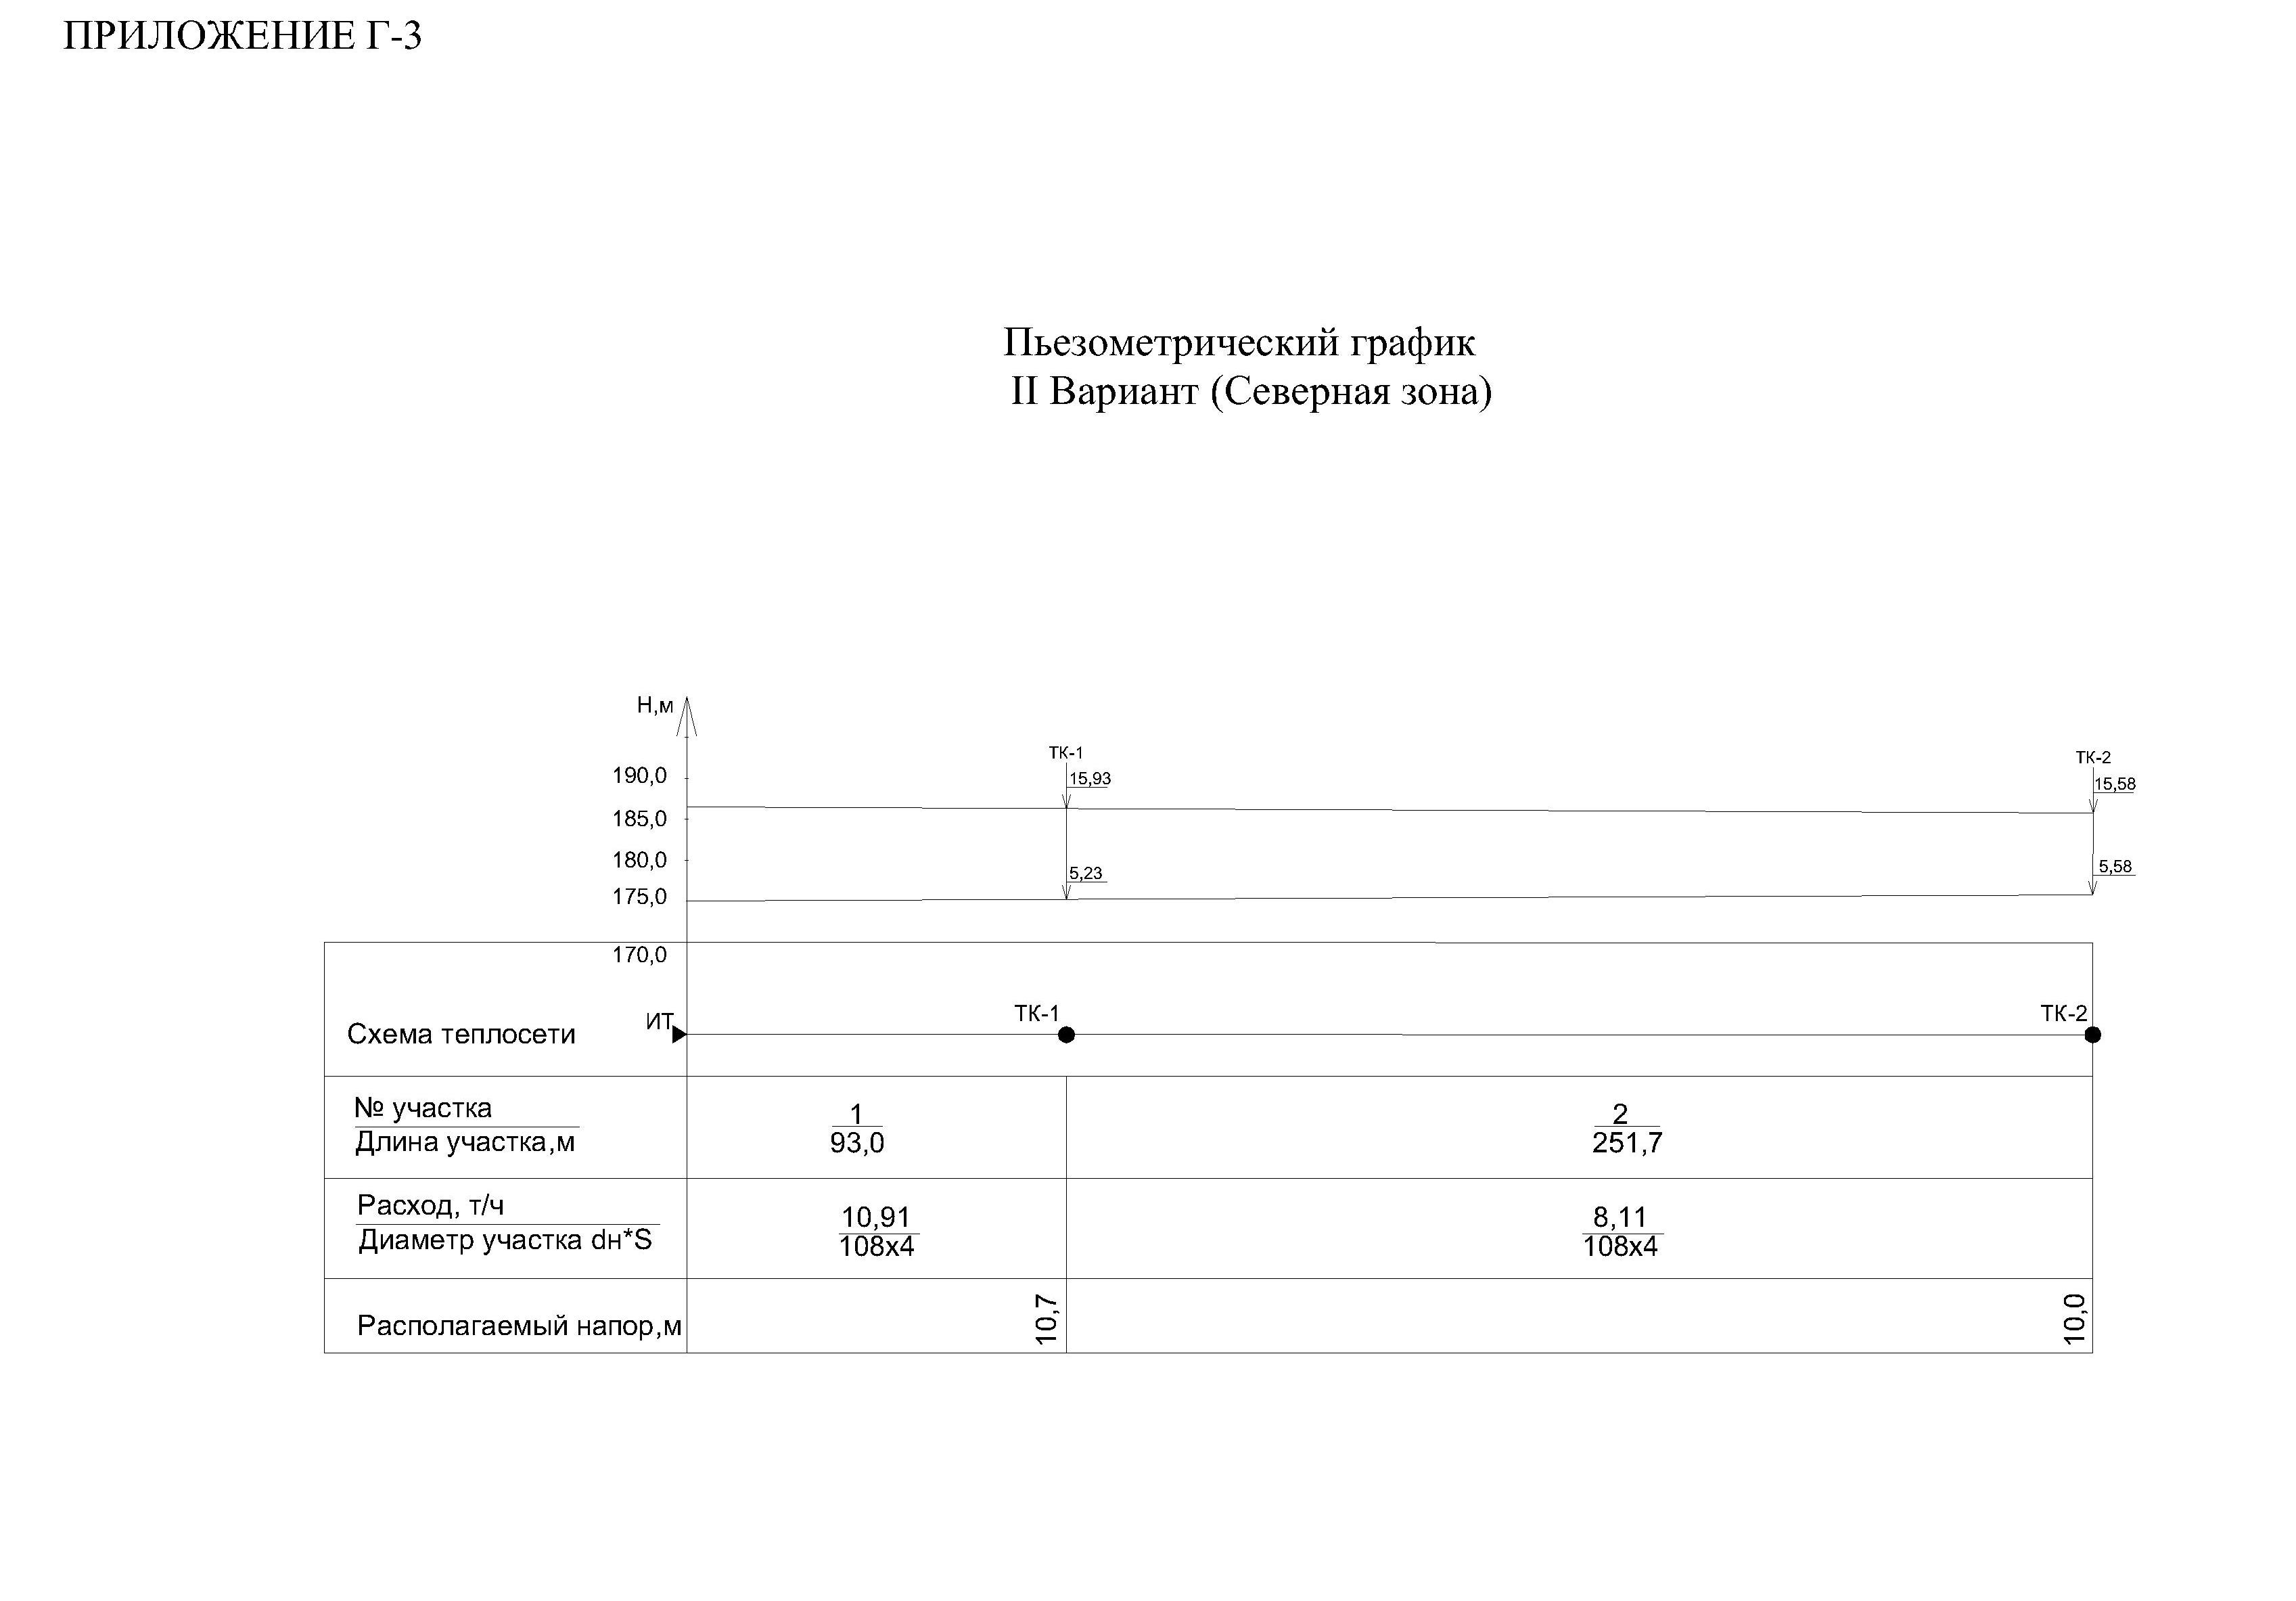 ПРИЛОЖЕНИЕ Г-3
Пьезометрический график
II Вариант (Северная зона)
Н,м
ТК-1
ТК-2
190,0
15,93
15,58
185,0
180,0
5,23
5,58
175,0
170,0
Схема теплосети
ИТ
ТК-1
ТК-2
№ участка
Длина участка,м
1
93,0
2
251,7
Расход, т/ч
Диаметр участка dн*S
10,91
108х4
8,11
108х4
Располагаемый напор,м
10,7
10,0